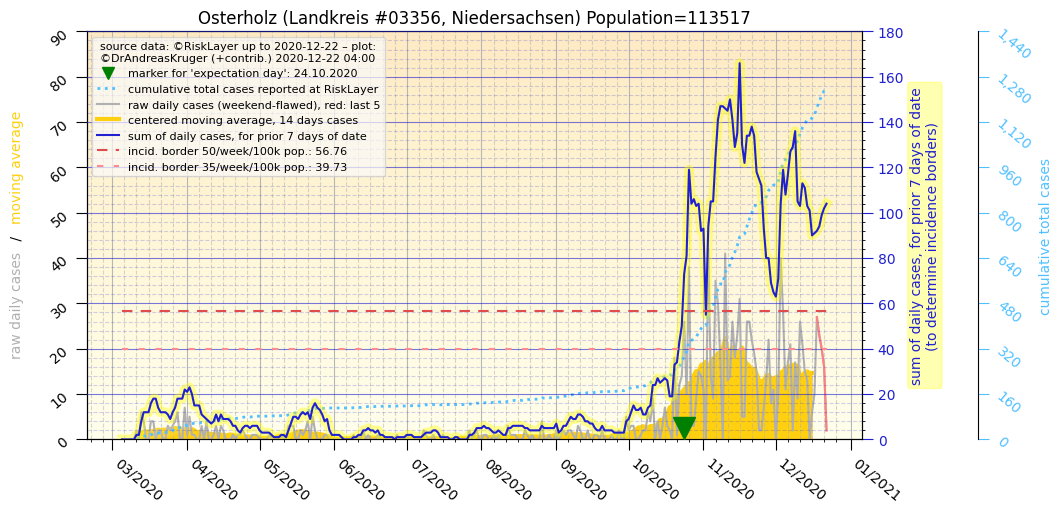 Osterholz (Landkreis #03356, Niedersachsen) Population=113517
source data: ©RiskLayer up to 2020-12-22 – plot:
©DrAndreasKruger (+contrib.) 2020-12-22 04:00
marker for 'expectation day': 24.10.2020
cumulative total cases reported at RiskLayer
raw daily cases (weekend-flawed), red: last 5
centered moving average, 14 days cases
sum of daily cases, for prior 7 days of date
incid. border 50/week/100k pop.: 56.76
incid. border 35/week/100k pop.: 39.73
raw daily cases / moving average
90
80
70
60
50
40
30
20
10
0
03/2020
04/2020
05/2020
06/2020
07/2020
08/2020
09/2020
10/2020
11/2020
12/2020
01/2021
180
160
140
120
100
80
60
40
20
0
sum of daily cases, for prior 7 days of date
(to determine incidence borders)
1,440
1,280
1,120
960
800
640
480
320
160
0
cumulative total cases